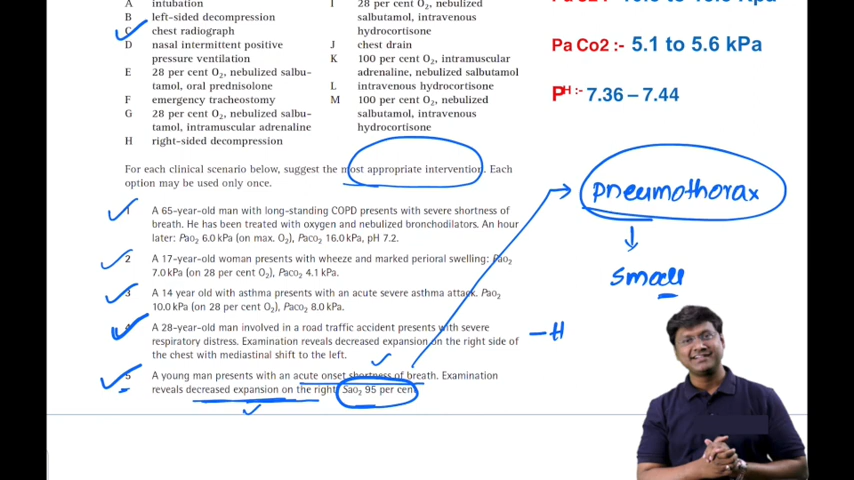 A intubation
B left-sided decompression
C chest radiograph
D nasal intermittent positive
pressure ventilation
E 28 per cent O₂, nebulized salbu-
tamol, oral prednisolone
F emergency tracheostomy
G 28 per cent O₂, nebulized salbu-
tamol, intramuscular adrenaline
H right-sided decompression
I 28 per cent O₂, nebulized
salbutamol, intravenous
hydrocortisone
J chest drain
K 100 per cent O₂, intramuscular
adrenaline, nebulized salbutamol
L intravenous hydrocortisone
M 100 per cent O₂, nebulized
salbutamol, intravenous
hydrocortisone
Pa Co2 :- 5.1 to 5.6 kPa
PH :- 7.36 – 7.44
For each clinical scenario below, suggest the most appropriate intervention. Each
option may be used only once.
1 A 65-year-old man with long-standing COPD presents with severe shortness of
breath. He has been treated with oxygen and nebulized bronchodilators. An hour
later: PaO₂ 6.0 kPa (on max. O₂), PaCO₂ 16.0 kPa, pH 7.2.
2 A 17-year-old woman presents with wheeze and marked perioral swelling: PaO₂
7.0 kPa (on 28 per cent O₂), PaCO₂ 4.1 kPa.
3 A 14 year old with asthma presents with an acute severe asthma attack. PaO₂
10.0 kPa (on 28 per cent O₂), PaCO₂ 8.0 kPa.
4 A 28-year-old man involved in a road traffic accident presents with severe
respiratory distress. Examination reveals decreased expansion on the right side of
the chest with mediastinal shift to the left.
5 A young man presents with an acute onset shortness of breath. Examination
reveals decreased expansion on the right. SaO₂ 95 per cent.
pneumothorax
small
– H